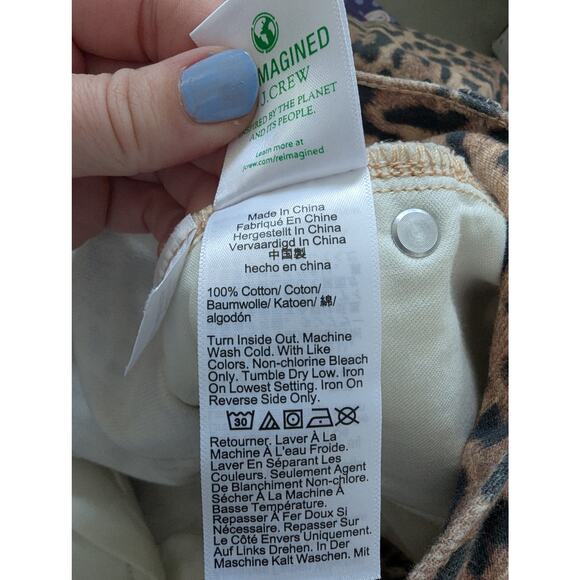 IMAGINED
J.CREW
BY THE PLANET
AND ITS PEOPLE.
Learn more at
jcrew.com/reimagined
Made In China
Fabriqué En Chine
Hergestellt In China
Vervaardigd In China
中国製
hecho en china
100% Cotton/ Coton/
Baumwolle/ Katoen/ 綿/
algodón
Turn Inside Out. Machine
Wash Cold. With Like
Colors. Non-chlorine Bleach
Only. Tumble Dry Low. Iron
On Lowest Setting. Iron On
Reverse Side Only.
30
Retourner. Laver À La
Machine À L'eau Froide.
Laver En Séparant Les
Couleurs. Seulement Agent
De Blanchiment Non-chlore.
Sécher À La Machine À
Basse Température.
Repasser À Fer Doux Si
Nécessaire. Repasser Sur
Le Côté Envers Uniquement.
Auf Links Drehen. In Der
Maschine Kalt Waschen. Mit